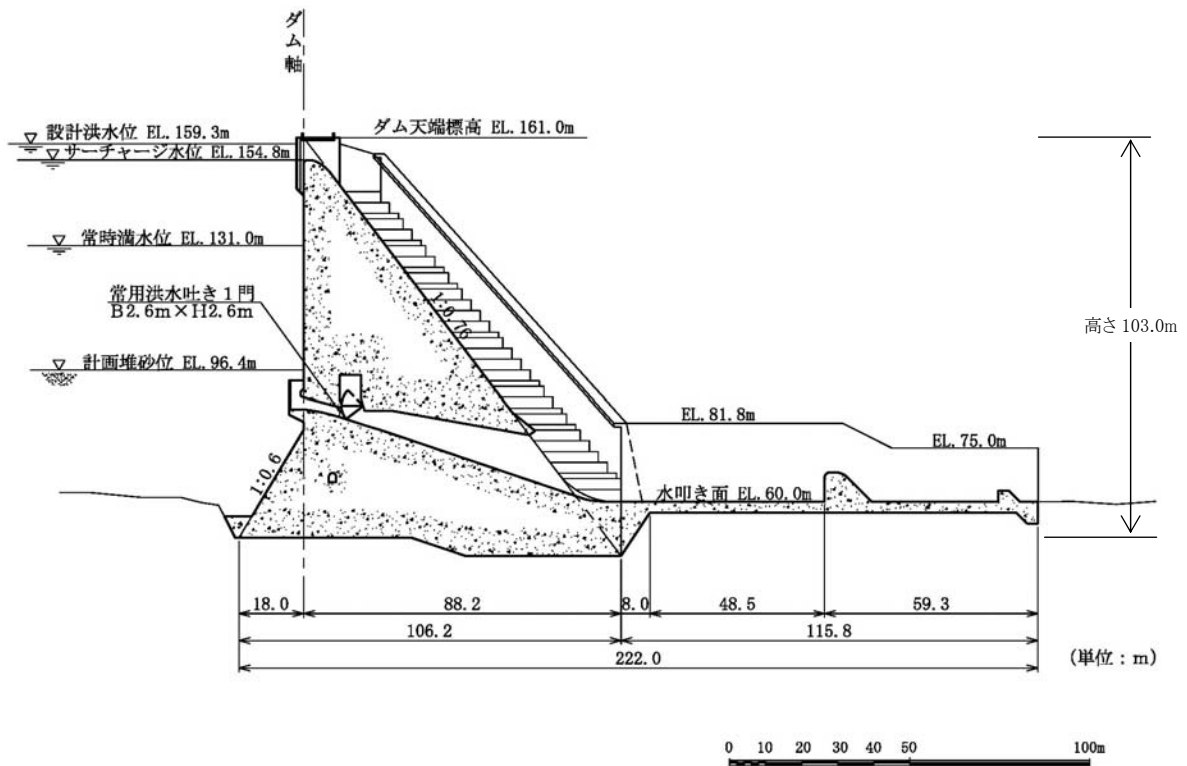 ダム軸
設計洪水位 EL.159.3m
サーチャージ水位 EL.154.8m
ダム天端標高 EL.161.0m
常時満水位 EL.131.0m
常用洪水吐き1門
B2.6m×H2.6m
1:0.76
高さ103.0m
計画堆砂位 EL.96.4m
EL.81.8m
EL.75.0m
1:0.6
水叩き面 EL.60.0m
18.0
88.2
8.0
48.5
59.3
106.2
115.8
222.0
(単位:m)
0 10 20 30 40 50 100m